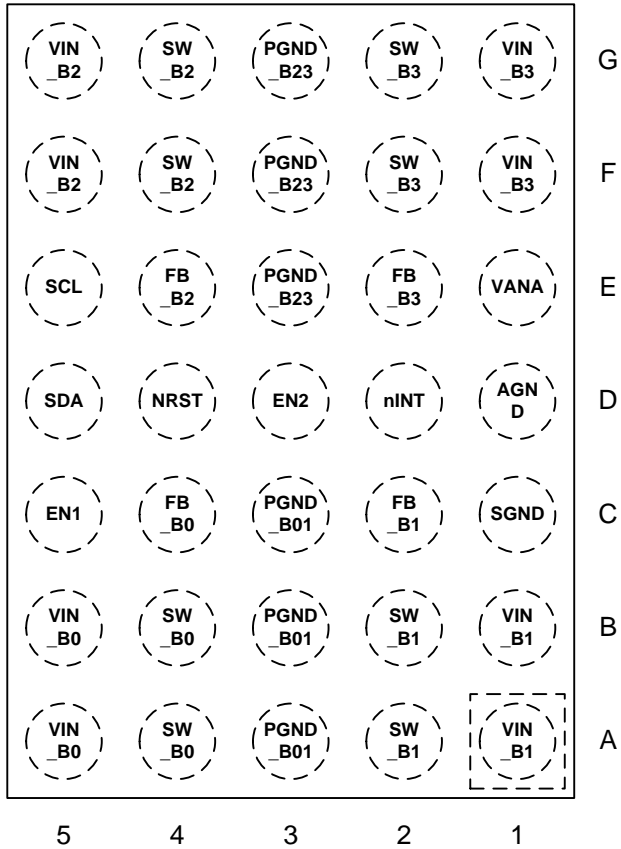 VIN SW PGND SW VIN
_B2 _B2 _B23 _B3 _B3 G
VIN SW PGND SW VIN
_B2 _B2 _B23 _B3 _B3 F
SCL FB PGND FB VANA E
_B2 _B23 _B3
SDA NRST EN2 nINT AGN D
D
EN1 FB PGND FB SGND C
_B0 _B01 _B1
VIN SW PGND SW VIN B
_B0 _B0 _B01 _B1 _B1
VIN SW PGND SW VIN A
_B0 _B0 _B01 _B1 _B1
5 4 3 2 1